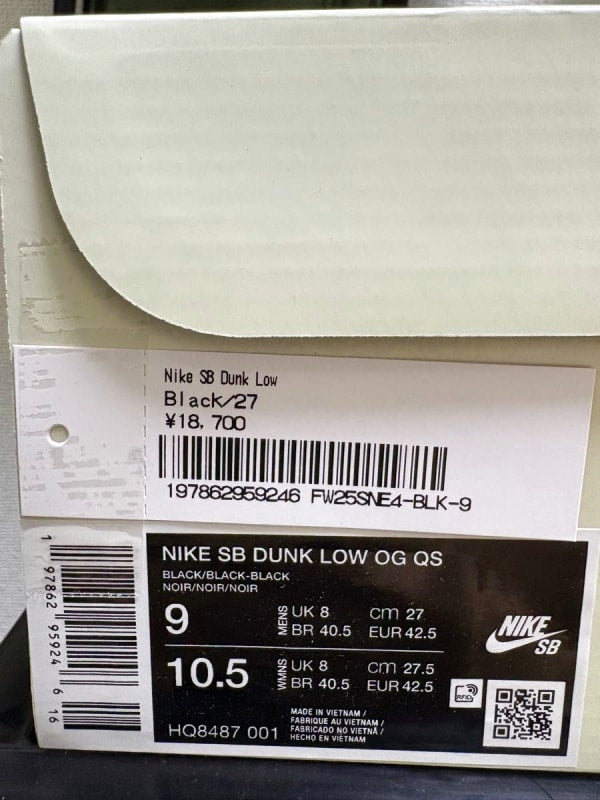 Nike SB Dunk Low
Black/27
¥18,700
197862959246 FW25SNE4-BLK-9
1 97862 95924 6 16
NIKE SB DUNK LOW OG QS
BLACK/BLACK-BLACK
NOIR/NOIR/NOIR
9 MENS UK 8 cm 27
BR 40.5 EUR 42.5
10.5 WMNS UK 8 cm 27.5
BR 40.5 EUR 42.5
NIKE
SB
RFID
HQ8487 001
MADE IN VIETNAM /
FABRIQUE AU VIETNAM /
FABRICADO NO VIETNÃ /
HECHO EN VIETNAM